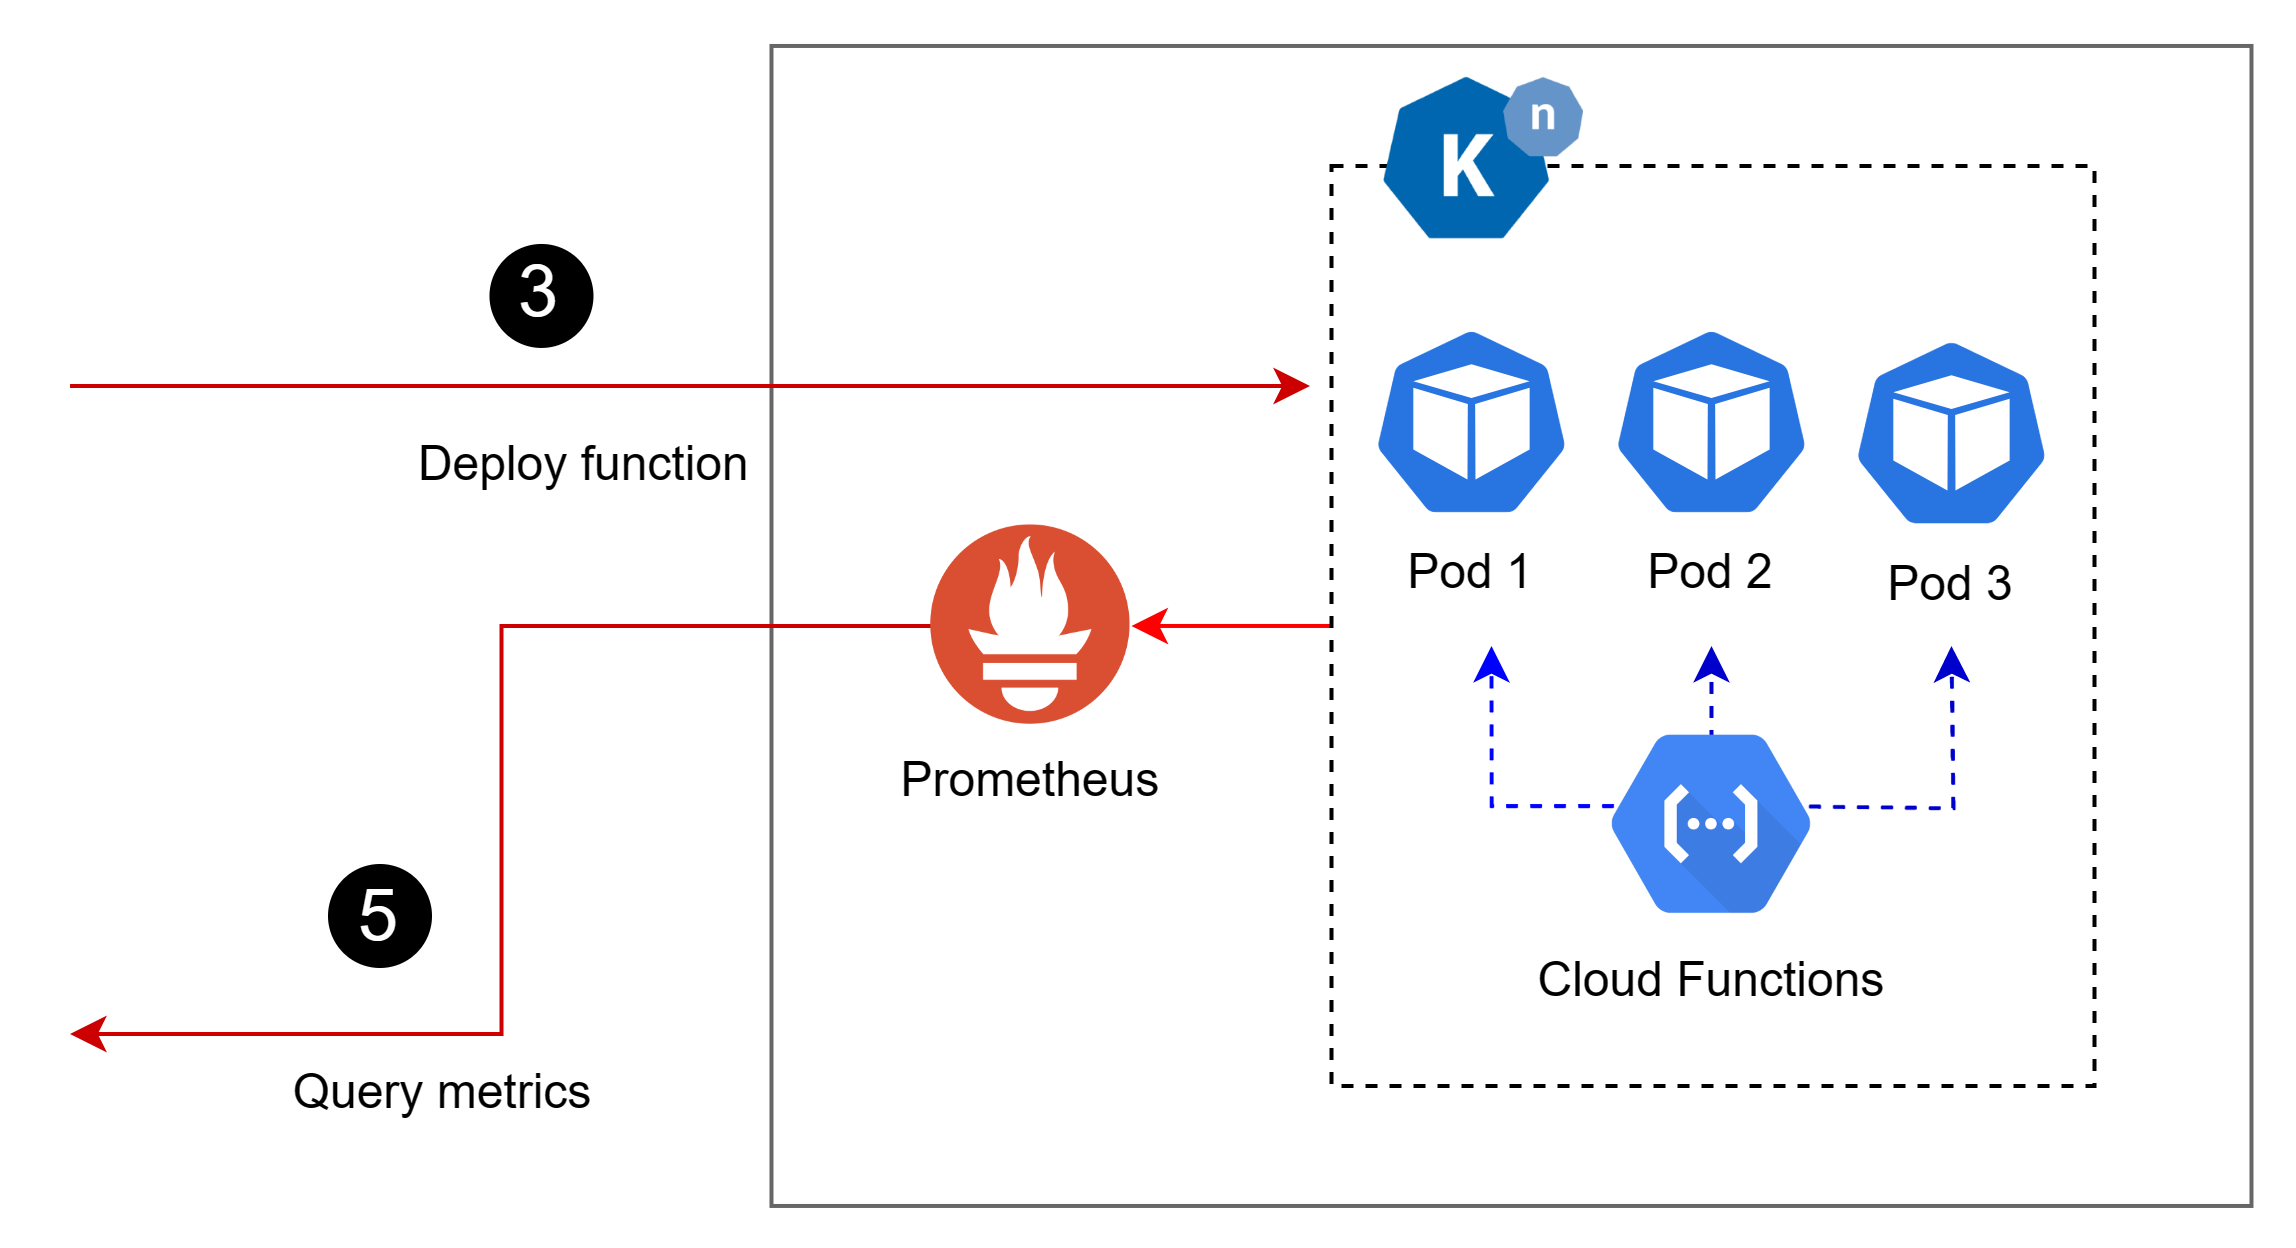 K n
3
Deploy function
Pod 1
Pod 2
Pod 3
Prometheus
5
Cloud Functions
Query metrics